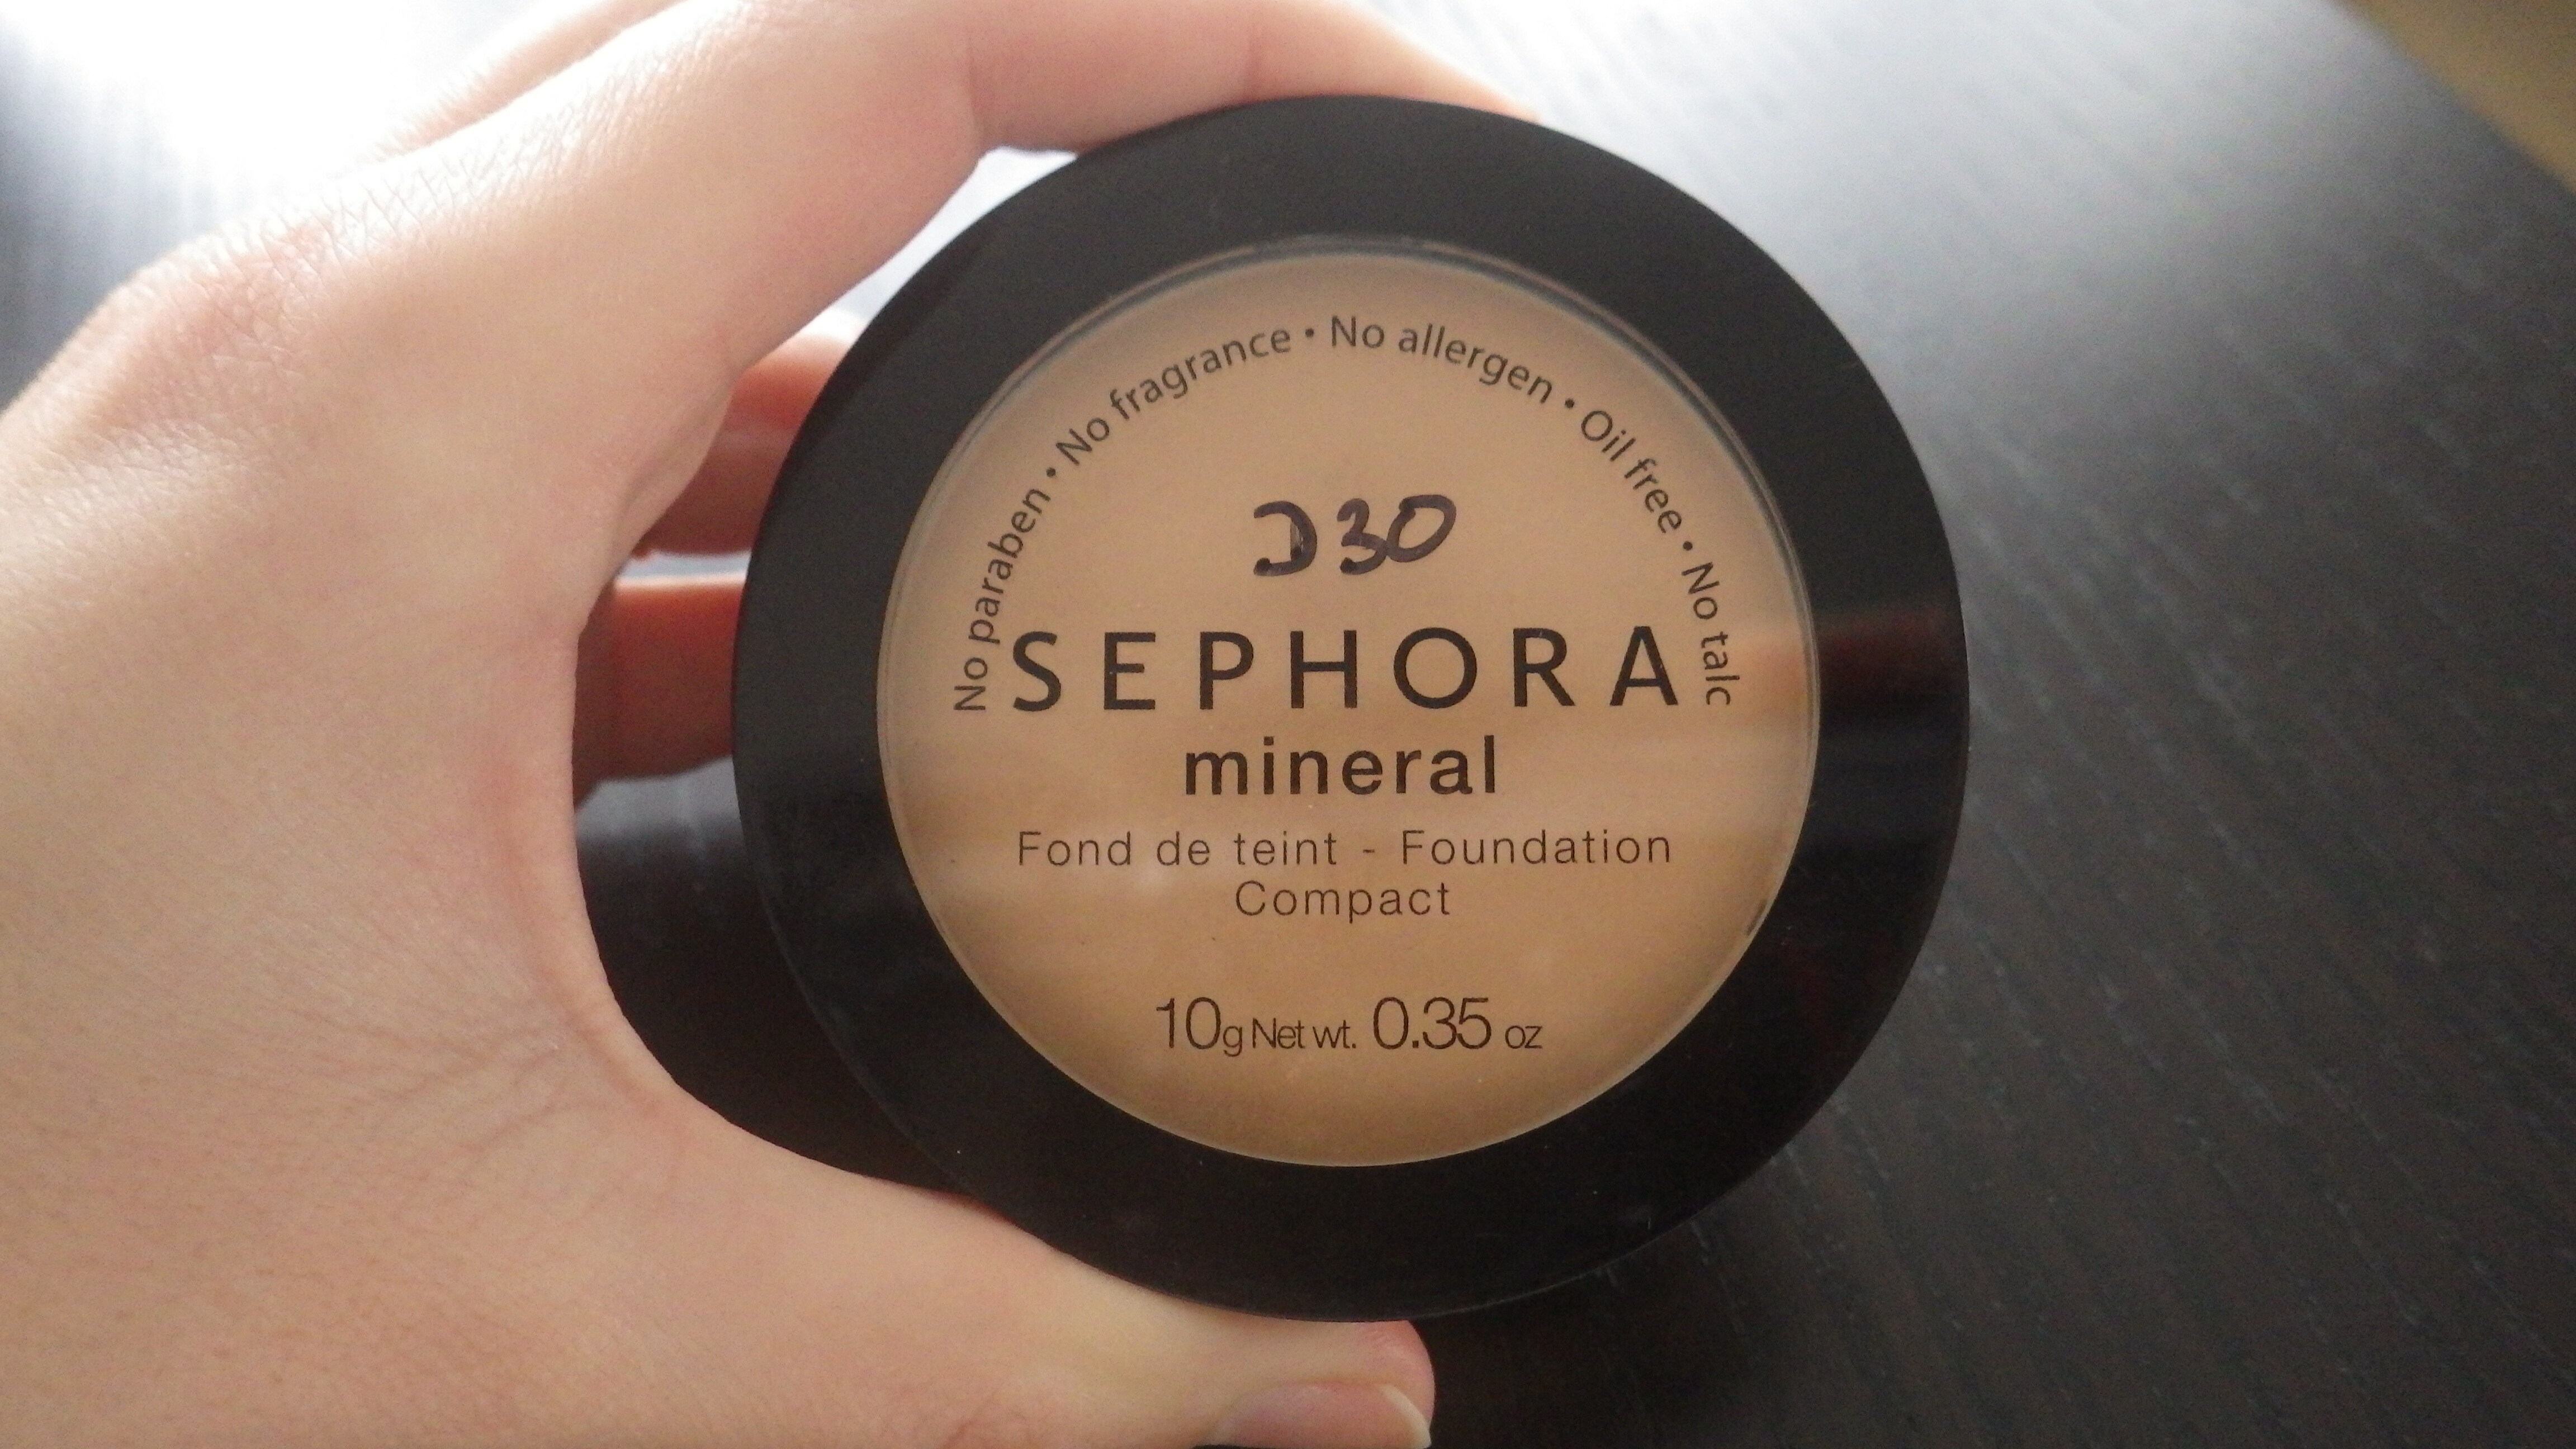 No paraben • No fragrance • No allergen • Oil free • No talc
D30
SEPHORA
mineral
Fond de teint - Foundation
Compact
10g Net wt. 0.35 oz